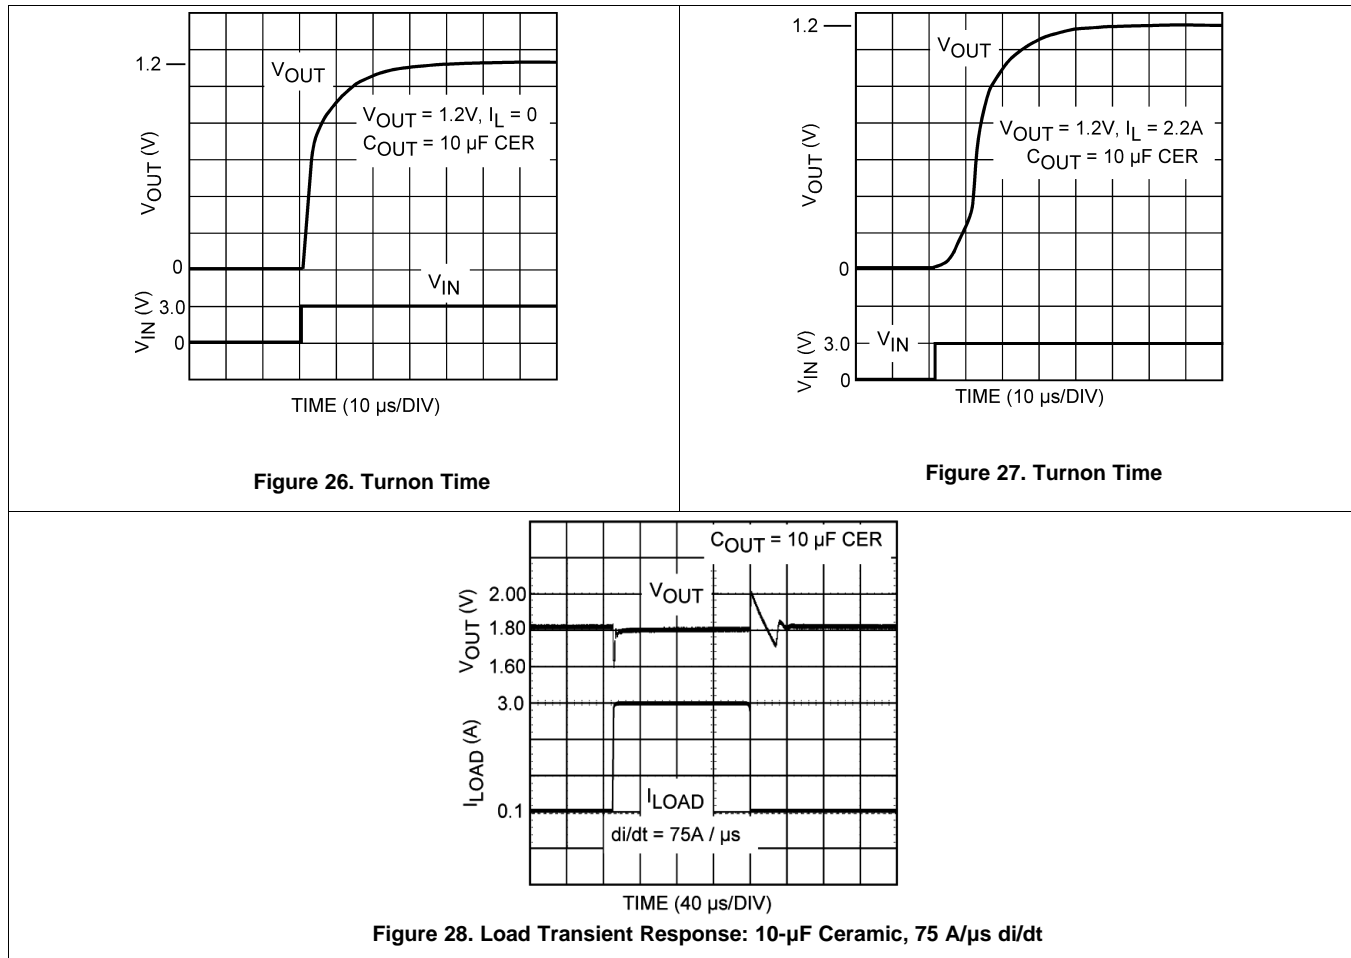 1.2
VOUT
VOUT = 1.2V, IL = 0
COUT = 10 µF CER
VOUT (V)
0
VIN
VIN (V)
3.0
0
TIME (10 µs/DIV)
Figure 26. Turnon Time
1.2
VOUT
VOUT = 1.2V, IL = 2.2A
COUT = 10 µF CER
VOUT (V)
0
VIN (V)
3.0
VIN
0
TIME (10 µs/DIV)
Figure 27. Turnon Time
COUT = 10 µF CER
VOUT
VOUT (V)
2.00
1.80
1.60
3.0
ILOAD (A)
ILOAD
0.1
di/dt = 75A / µs
TIME (40 µs/DIV)
Figure 28. Load Transient Response: 10-µF Ceramic, 75 A/µs di/dt